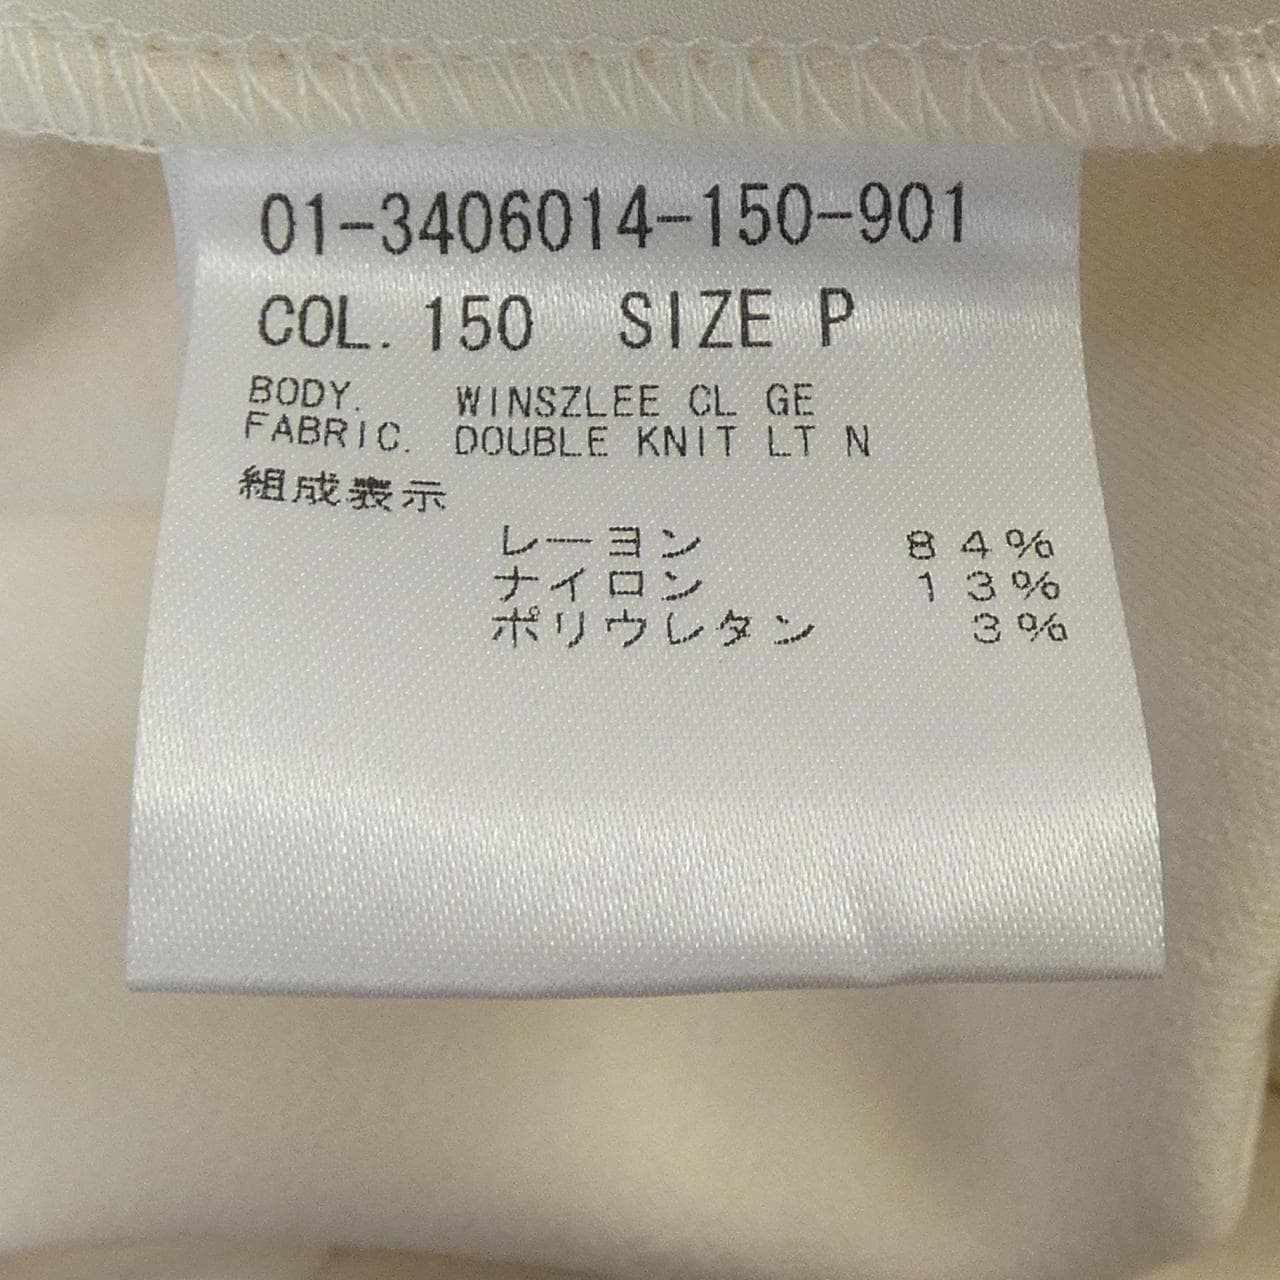 01-3406014-150-901
COL. 150 SIZE P
BODY. WINSZLEE CL GE
FABRIC. DOUBLE KNIT LT N
組成表示
レーヨン 84%
ナイロン 13%
ポリウレタン 3%